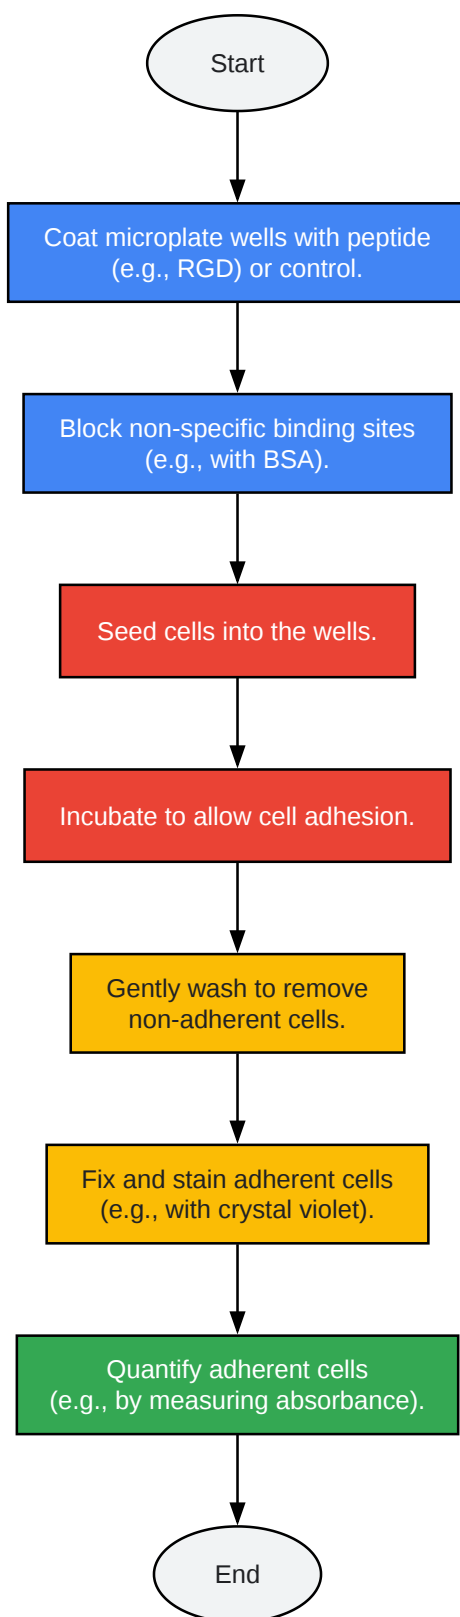 Start
Coat microplate wells with peptide
(e.g., RGD) or control.
Block non-specific binding sites
(e.g., with BSA).
Seed cells into the wells.
Incubate to allow cell adhesion.
Gently wash to remove
non-adherent cells.
Fix and stain adherent cells
(e.g., with crystal violet).
Quantify adherent cells
(e.g., by measuring absorbance).
End